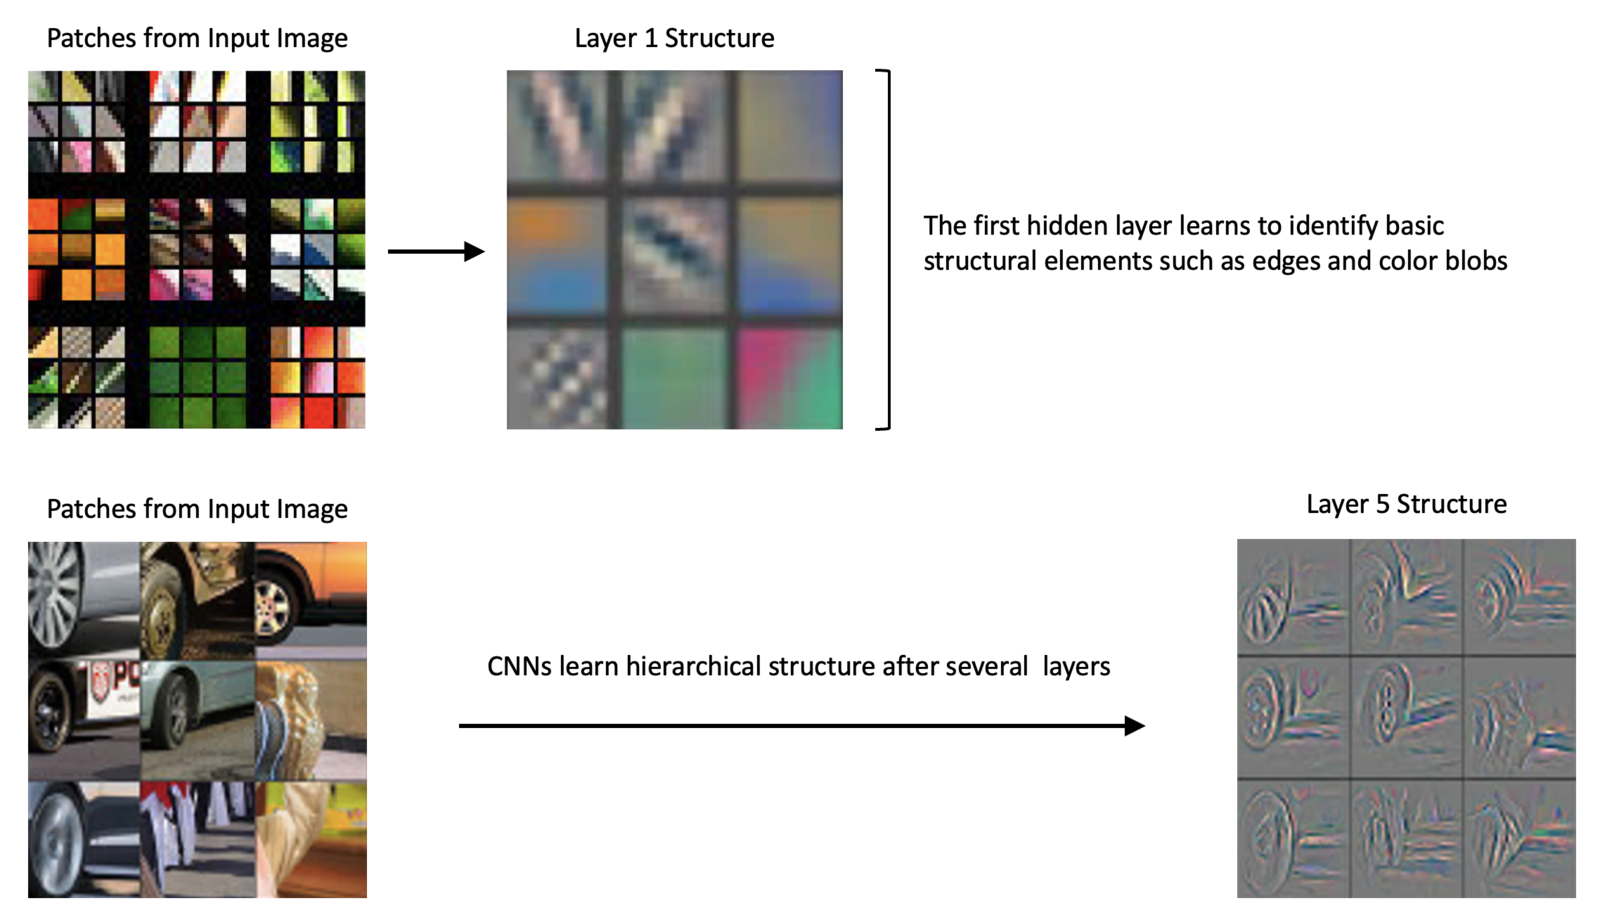 Patches from Input Image
Layer 1 Structure
The first hidden layer learns to identify basic
structural elements such as edges and color blobs
Patches from Input Image
Layer 5 Structure
CNNs learn hierarchical structure after several  layers
PO